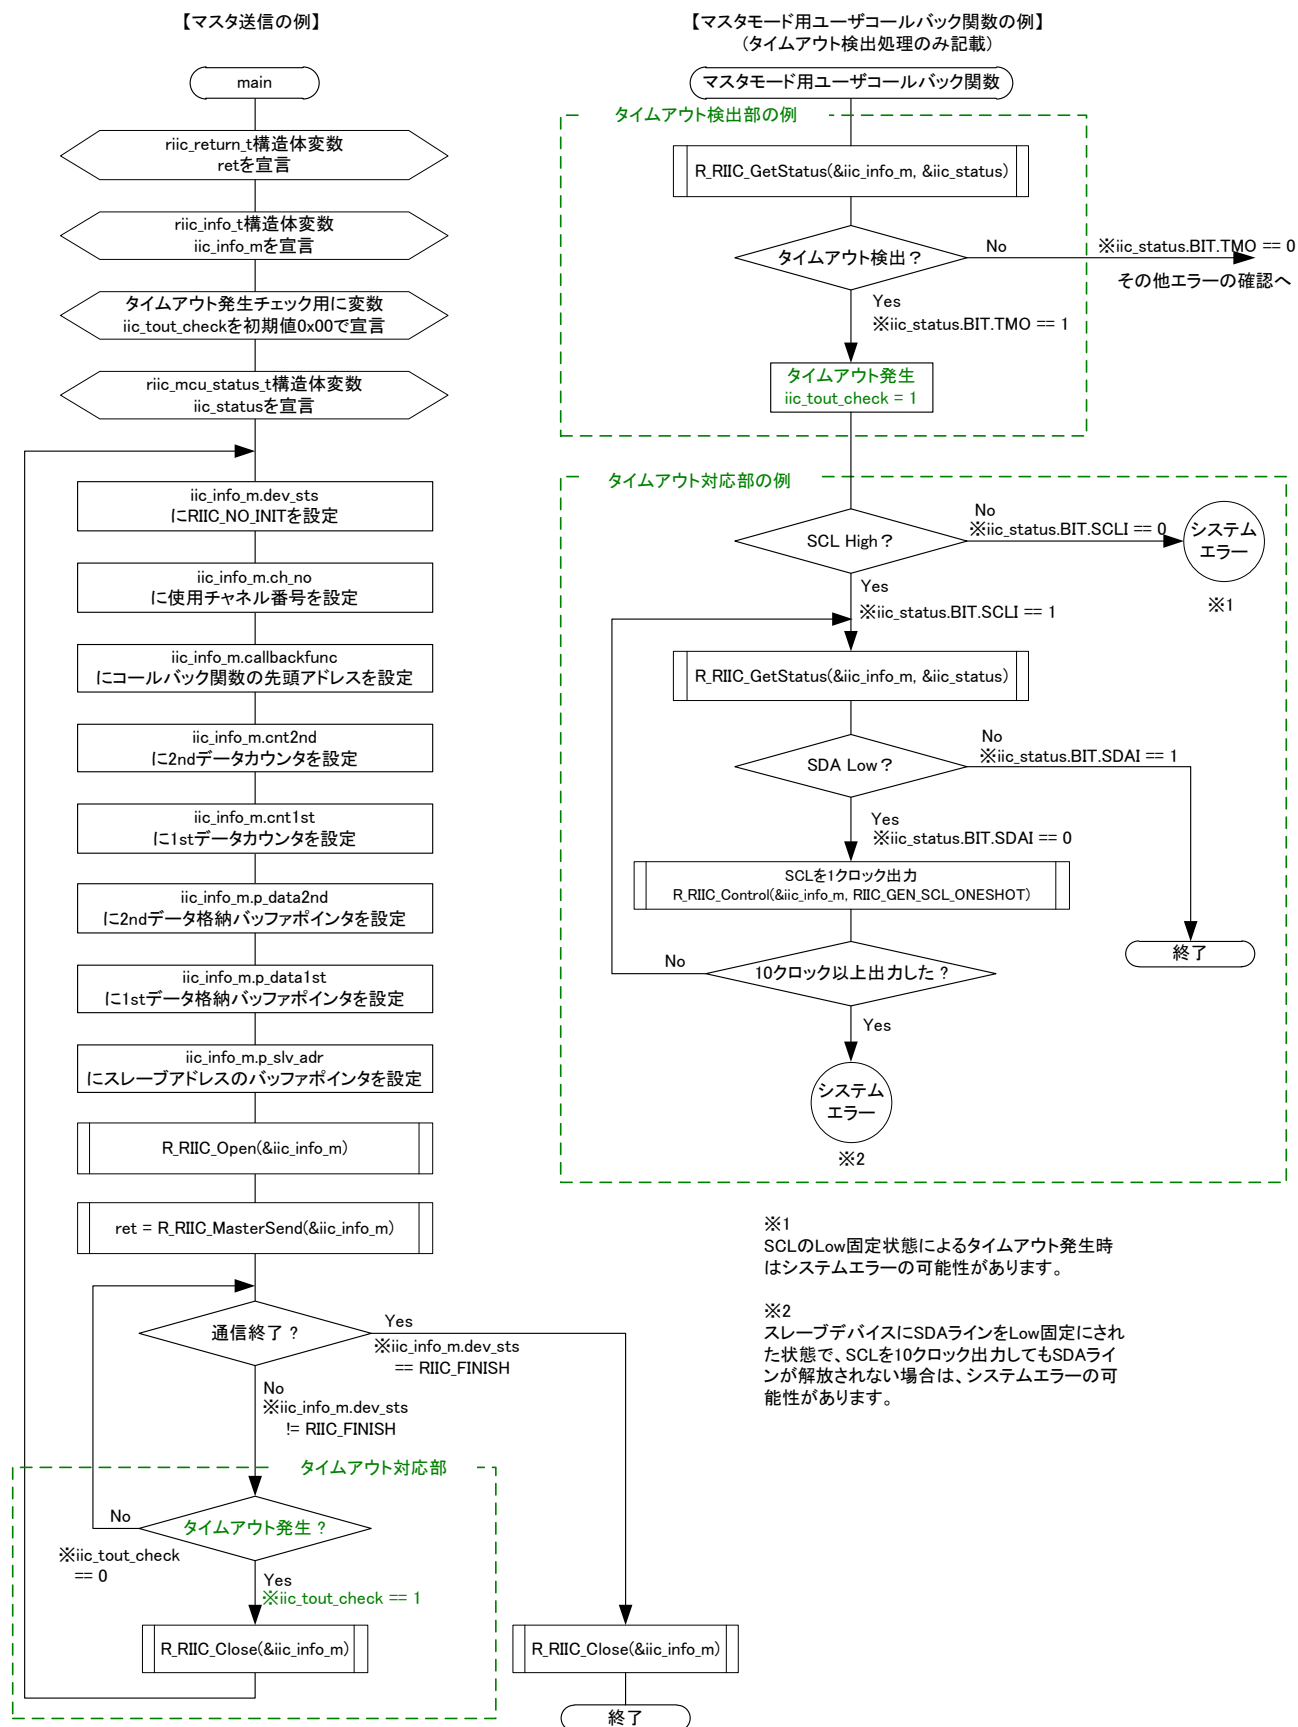 【マスタ送信の例】
main
riic_return_t構造体変数
retを宣言
riic_info_t構造体変数
iic_info_mを宣言
タイムアウト発生チェック用に変数
iic_tout_checkを初期値0x00で宣言
riic_mcu_status_t構造体変数
iic_statusを宣言
iic_info_m.dev_sts
にRIIC_NO_INITを設定
iic_info_m.ch_no
に使用チャネル番号を設定
iic_info_m.callbackfunc
にコールバック関数の先頭アドレスを設定
iic_info_m.cnt2nd
に2ndデータカウンタを設定
iic_info_m.cnt1st
に1stデータカウンタを設定
iic_info_m.p_data2nd
に2ndデータ格納バッファポインタを設定
iic_info_m.p_data1st
に1stデータ格納バッファポインタを設定
iic_info_m.p_slv_adr
にスレーブアドレスのバッファポインタを設定
R_RIIC_Open(&iic_info_m)
ret = R_RIIC_MasterSend(&iic_info_m)
通信終了？
Yes
※iic_info_m.dev_sts
== RIIC_FINISH
No
※iic_info_m.dev_sts
!= RIIC_FINISH
タイムアウト対応部
タイムアウト発生？
No
※iic_tout_check
== 0
Yes
※iic_tout_check == 1
R_RIIC_Close(&iic_info_m)
R_RIIC_Close(&iic_info_m)
終了
【マスタモード用ユーザコールバック関数の例】
（タイムアウト検出処理のみ記載）
マスタモード用ユーザコールバック関数
タイムアウト検出部の例
R_RIIC_GetStatus(&iic_info_m, &iic_status)
タイムアウト検出？
No
※iic_status.BIT.TMO == 0
その他エラーの確認へ
Yes
※iic_status.BIT.TMO == 1
タイムアウト発生
iic_tout_check = 1
タイムアウト対応部の例
SCL High？
No
※iic_status.BIT.SCLI == 0
システム
エラー
※1
Yes
※iic_status.BIT.SCLI == 1
R_RIIC_GetStatus(&iic_info_m, &iic_status)
SDA Low？
No
※iic_status.BIT.SDAI == 1
Yes
※iic_status.BIT.SDAI == 0
SCLを1クロック出力
R_RIIC_Control(&iic_info_m, RIIC_GEN_SCL_ONESHOT)
終了
10クロック以上出力した？
No
Yes
システム
エラー
※2
※1
SCLのLow固定状態によるタイムアウト発生時
はシステムエラーの可能性があります。
※2
スレーブデバイスにSDAラインをLow固定にされ
た状態で、SCLを10クロック出力してもSDAライ
ンが解放されない場合は、システムエラーの可
能性があります。